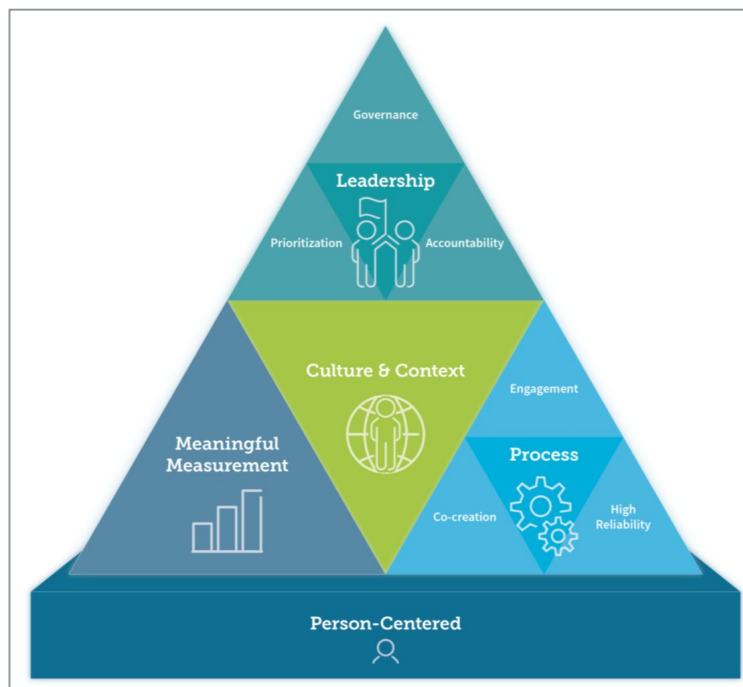 Governance
Leadership
Prioritization
Accountability
Culture & Context
Engagement
Meaningful
Measurement
Process
Co-creation
High
Reliability
Person-Centered